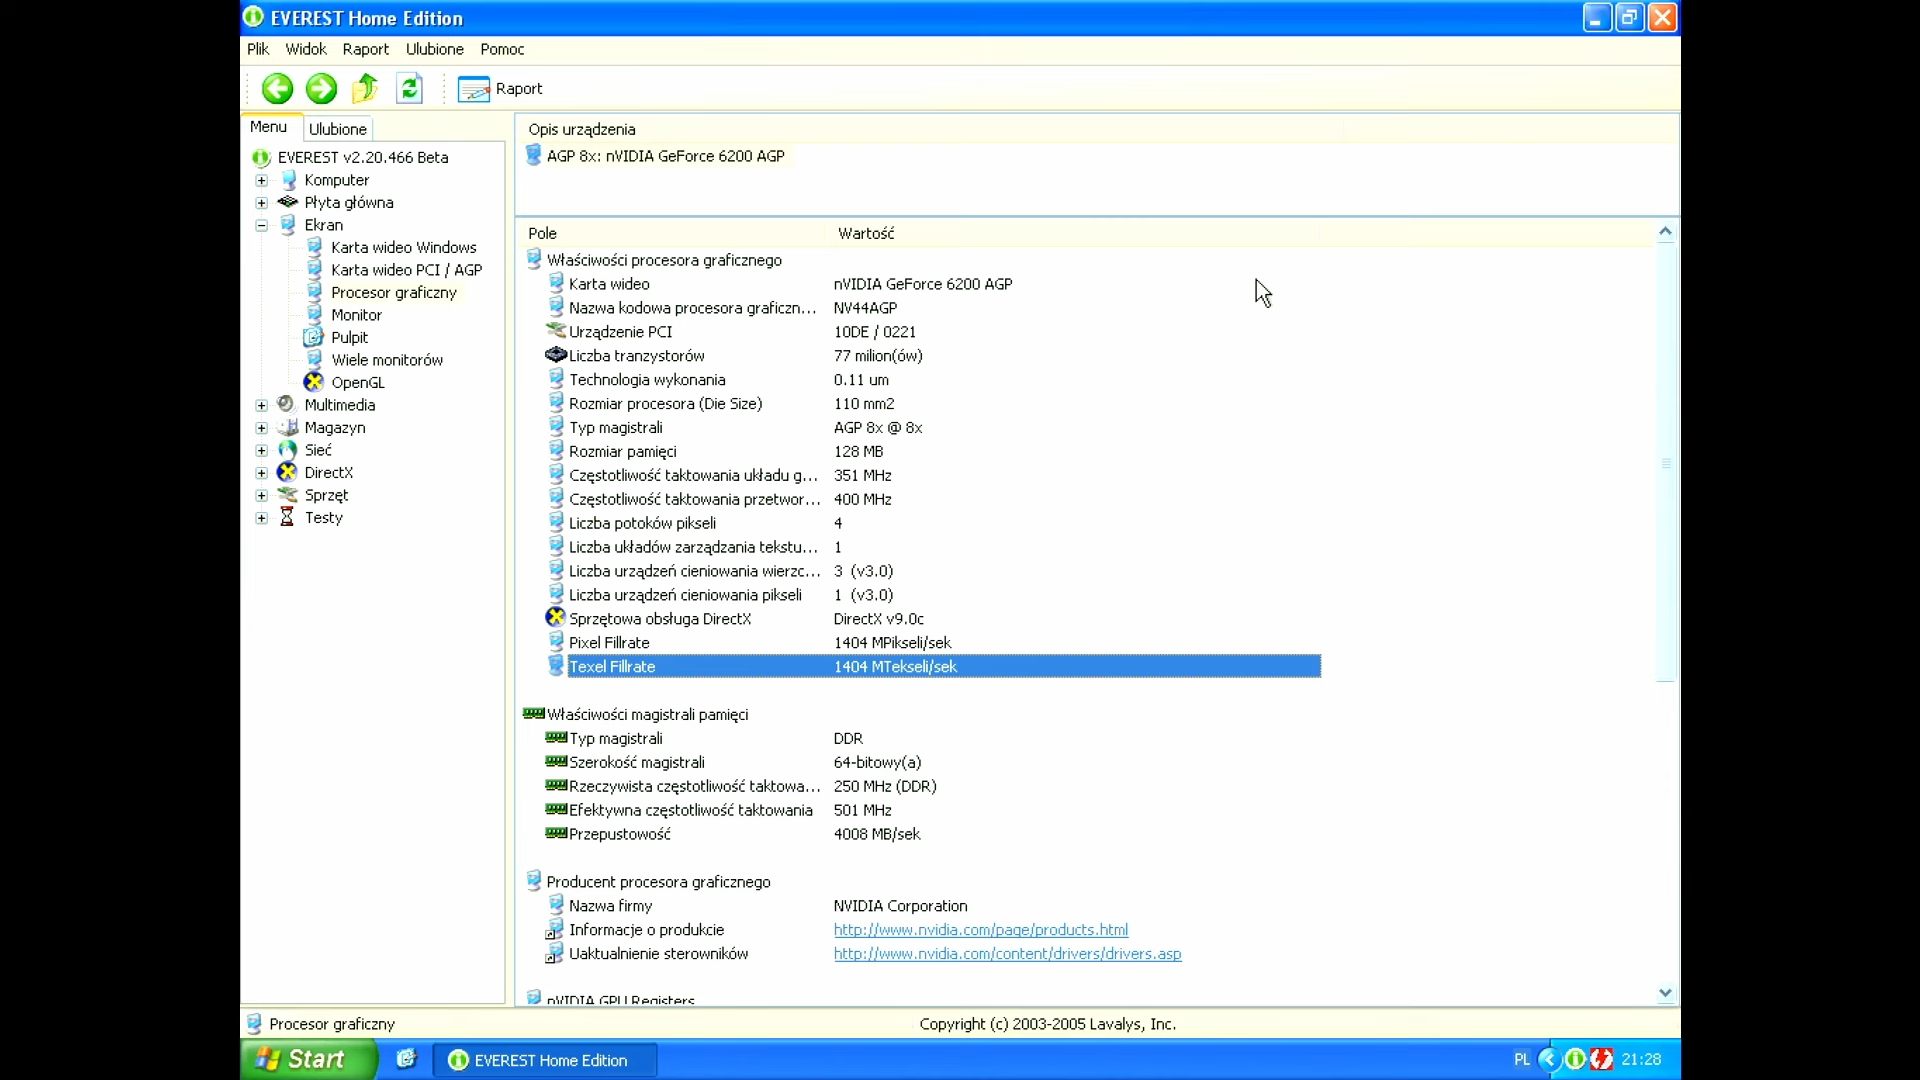 EVEREST Home Edition
Plik Widok Raport Ulubione Pomoc
Raport
Menu Ulubione
EVEREST v2.20.466 Beta
Komputer
Płyta główna
Ekran
Karta wideo Windows
Karta wideo PCI / AGP
Procesor graficzny
Monitor
Pulpit
Wiele monitorów
OpenGL
Multimedia
Magazyn
Sieć
DirectX
Sprzęt
Testy
Opis urządzenia
AGP 8x: nVIDIA GeForce 6200 AGP
Pole Wartość
Właściwości procesora graficznego
Karta wideo nVIDIA GeForce 6200 AGP
Nazwa kodowa procesora graficzn... NV44AGP
Urządzenie PCI 10DE / 0221
Liczba tranzystorów 77 milion(ów)
Technologia wykonania 0.11 um
Rozmiar procesora (Die Size) 110 mm2
Typ magistrali AGP 8x @ 8x
Rozmiar pamięci 128 MB
Częstotliwość taktowania układu g... 351 MHz
Częstotliwość taktowania przetwor... 400 MHz
Liczba potoków pikseli 4
Liczba układów zarządzania tekstu... 1
Liczba urządzeń cieniowania wierzc... 3 (v3.0)
Liczba urządzeń cieniowania pikseli 1 (v3.0)
Sprzętowa obsługa DirectX DirectX v9.0c
Pixel Fillrate 1404 MPikseli/sek
Texel Fillrate 1404 MTekseli/sek
Właściwości magistrali pamięci
Typ magistrali DDR
Szerokość magistrali 64-bitowy(a)
Rzeczywista częstotliwość taktowa... 250 MHz (DDR)
Efektywna częstotliwość taktowania 501 MHz
Przepustowość 4008 MB/sek
Producent procesora graficznego
Nazwa firmy NVIDIA Corporation
Informacje o produkcie http://www.nvidia.com/page/products.html
Uaktualnienie sterowników http://www.nvidia.com/content/drivers/drivers.asp
nVIDIA GPU Registers
Procesor graficzny Copyright (c) 2003-2005 Lavalys, Inc.
Start EVEREST Home Edition PL 21:28